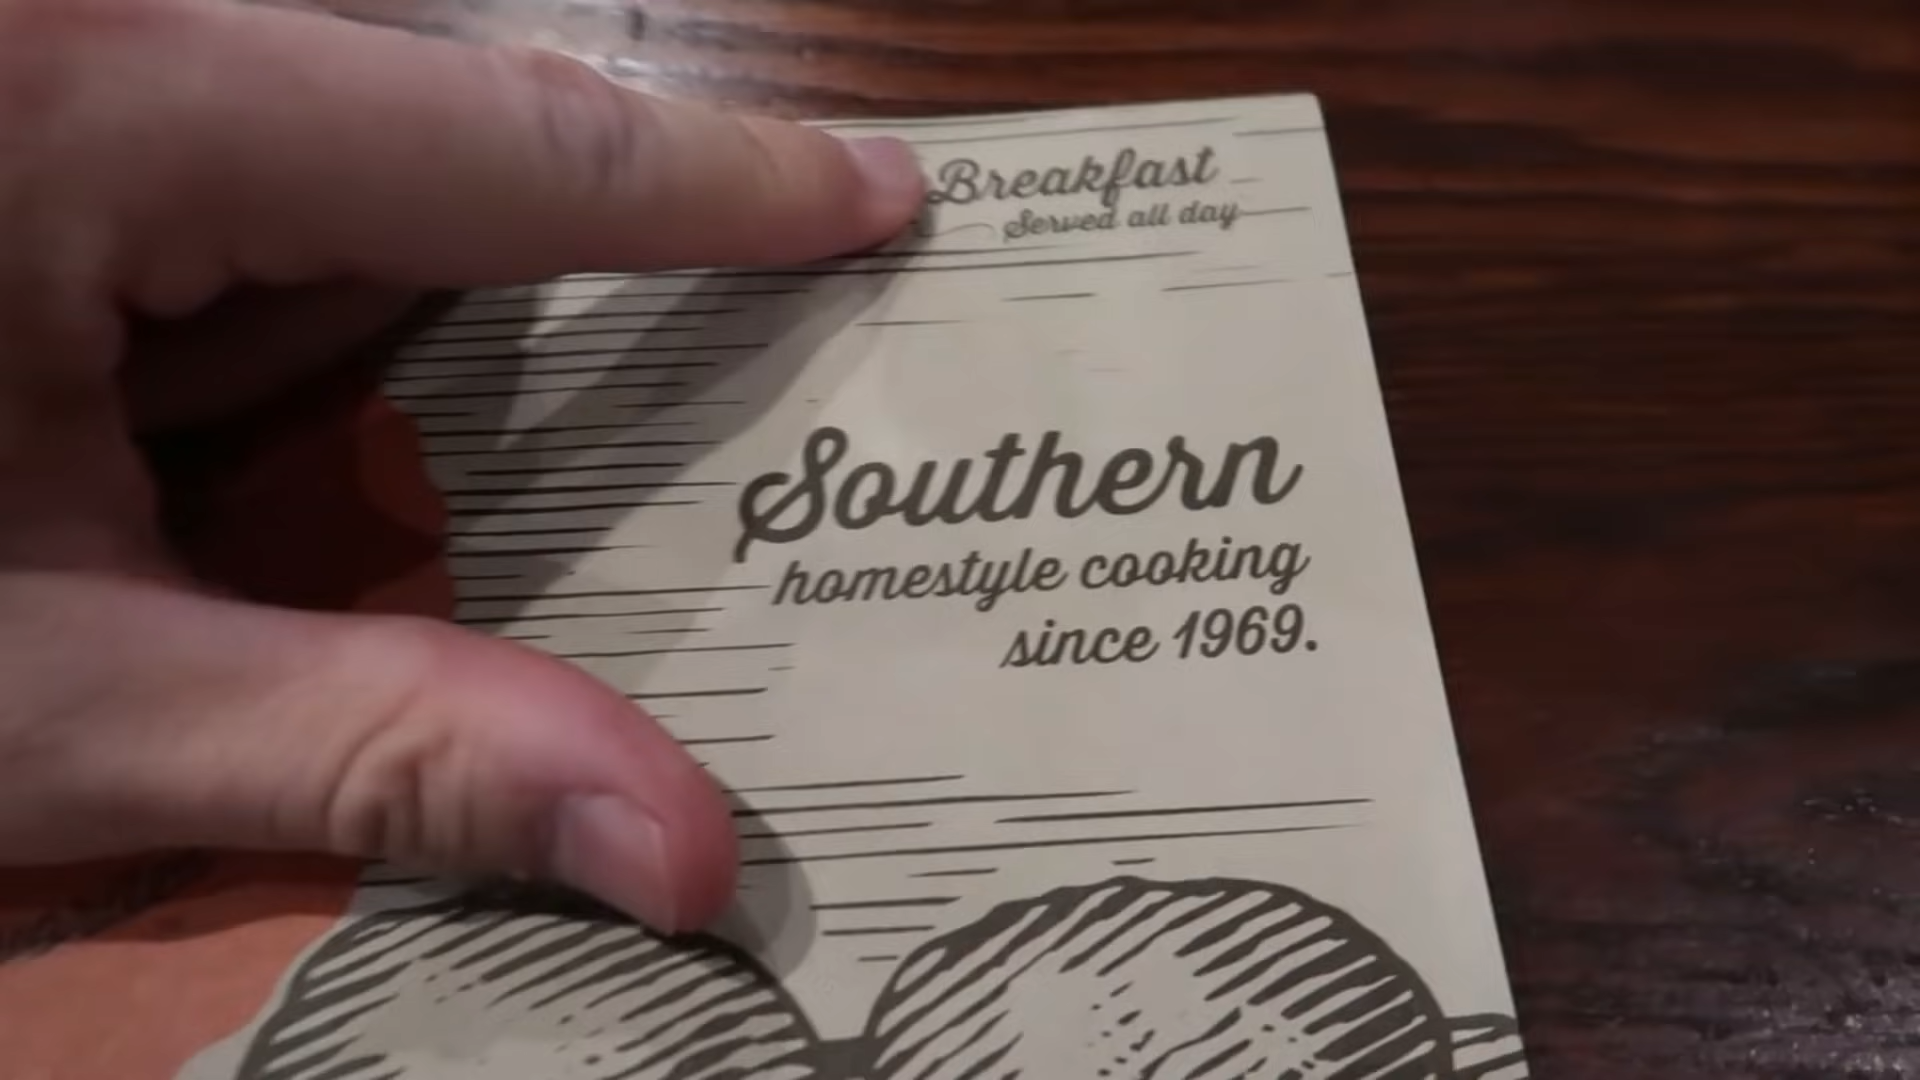 Breakfast
Served all day
Southern
homestyle cooking
since 1969.